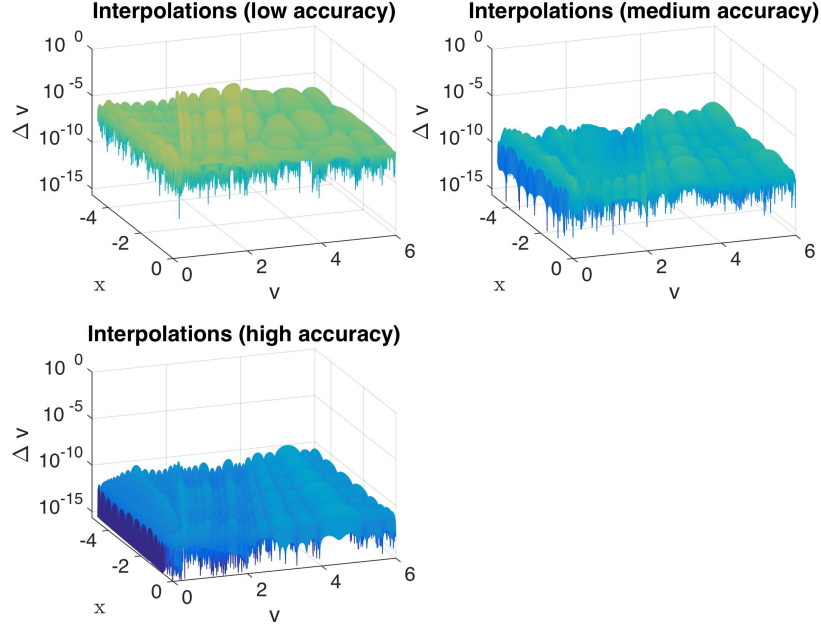 Interpolations (low accuracy)
10^0
10^-5
10^-10
10^-15
Δ v
-4
-2
0
x
0
2
4
6
v
Interpolations (medium accuracy)
10^0
10^-5
10^-10
10^-15
Δ v
-4
-2
0
x
0
2
4
6
v
Interpolations (high accuracy)
10^0
10^-5
10^-10
10^-15
Δ v
-4
-2
0
x
0
2
4
6
v